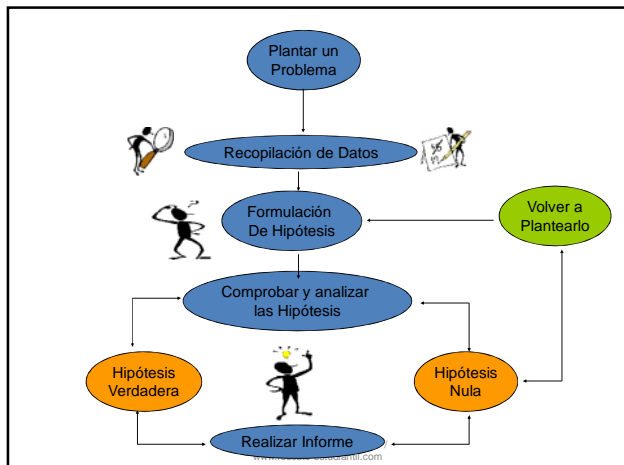 Plantar un
Problema
Recopilación de Datos
Formulación
De Hipótesis
Volver a
Plantearlo
Comprobar y analizar
las Hipótesis
Hipótesis
Verdadera
Hipótesis
Nula
Realizar Informe